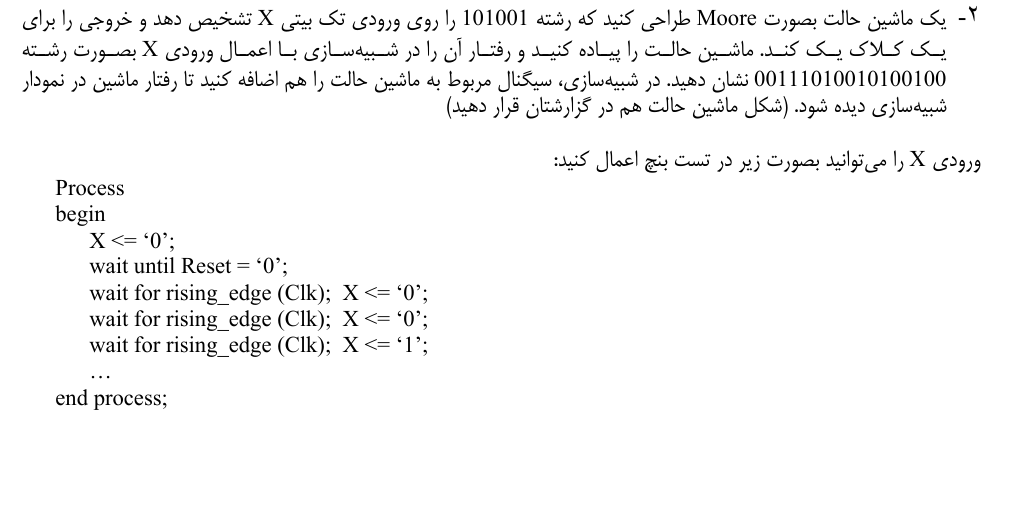 ۲- یک ماشین حالت بصورت Moore طراحی کنید که رشته 101001 را روی ورودی تک بیتی X تشخیص دهد و خروجی را برای
یک کلاک یک کند. ماشین حالت را پیاده کنید و رفتار آن را در شبیه‌سازی با اعمال ورودی X بصورت رشته
00111010010100100 نشان دهید. در شبیه‌سازی، سیگنال مربوط به ماشین حالت را هم اضافه کنید تا رفتار ماشین در نمودار
شبیه‌سازی دیده شود. (شکل ماشین حالت هم در گزارشتان قرار دهید)
ورودی X را می‌توانید بصورت زیر در تست بنچ اعمال کنید:
Process
begin
X <= ‘0’;
wait until Reset = ‘0’;
wait for rising_edge (Clk); X <= ‘0’;
wait for rising_edge (Clk); X <= ‘0’;
wait for rising_edge (Clk); X <= ‘1’;
…
end process;